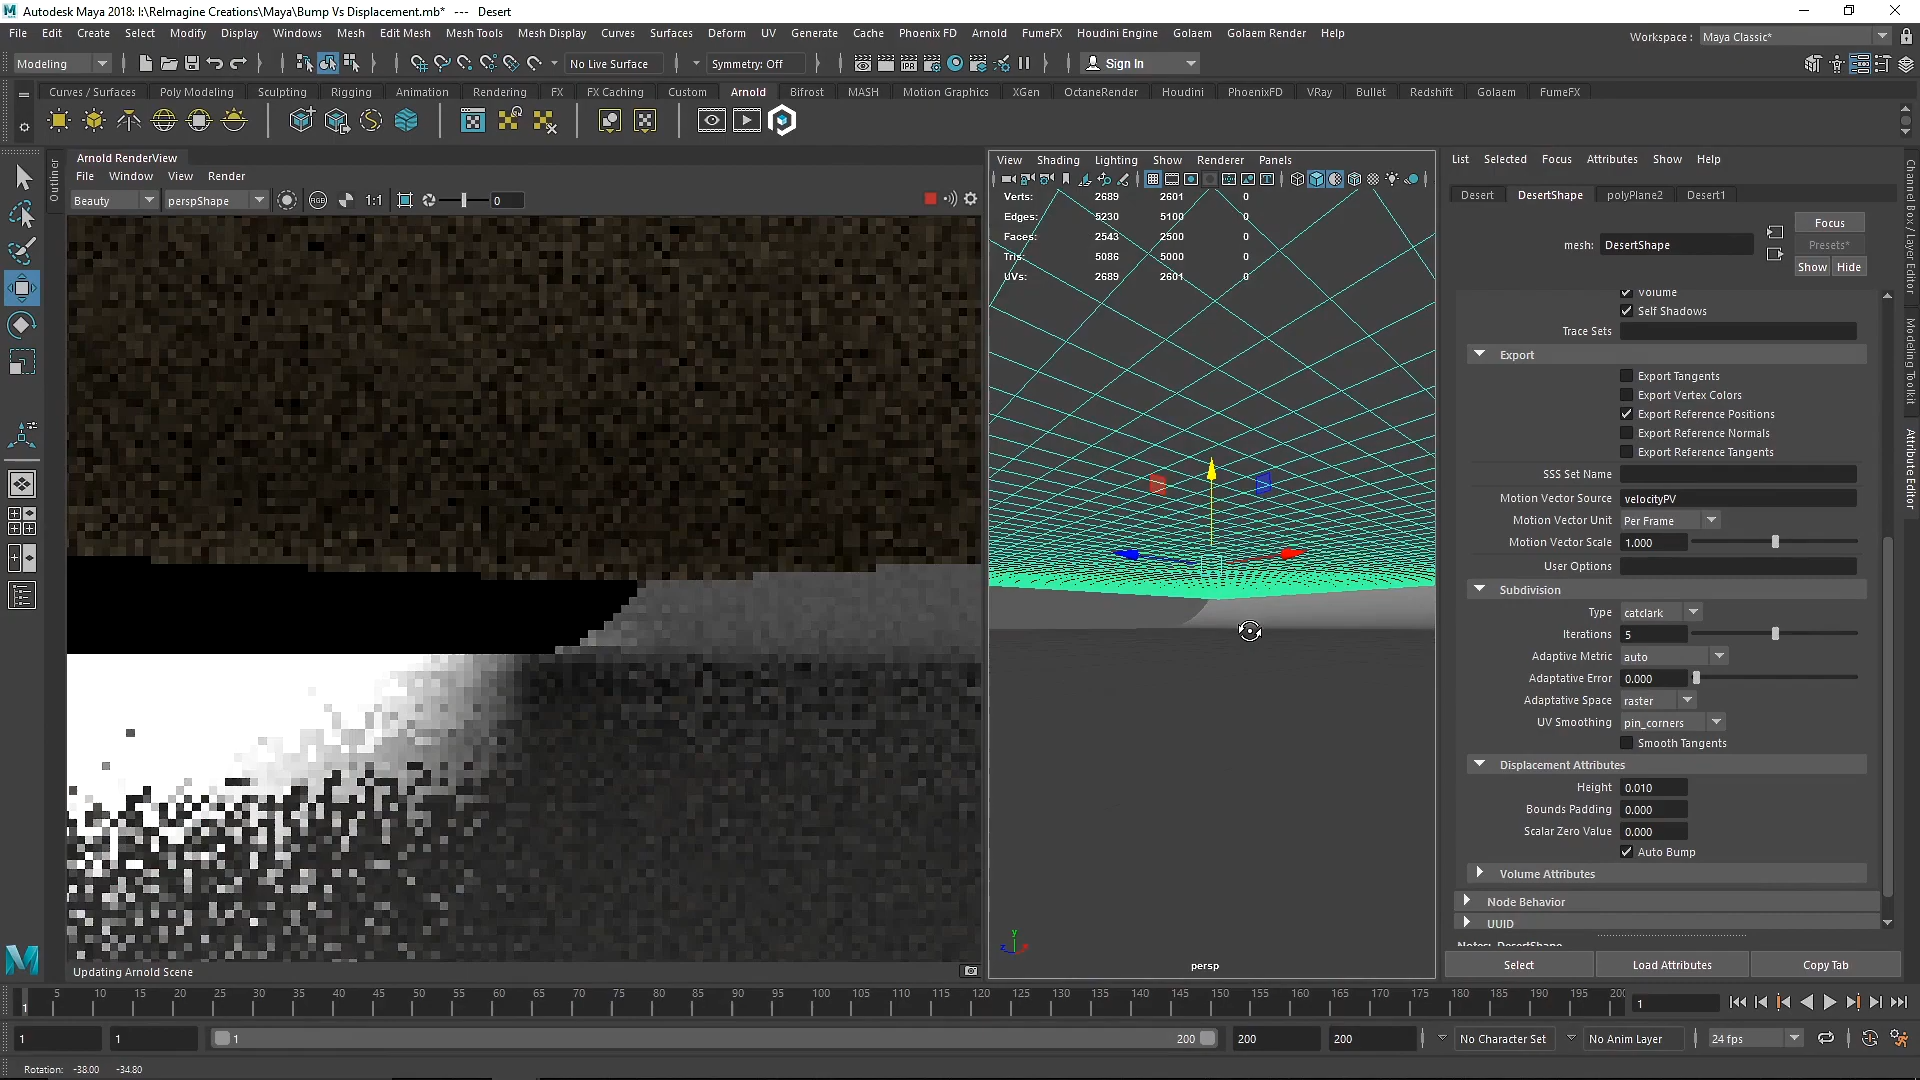 Autodesk Maya 2018: I:\ReImagine Creations\Maya\Bump Vs Displacement.mb* --- Desert
File Edit Create Select Modify Display Windows Mesh Edit Mesh Mesh Tools Mesh Display Curves Surfaces Deform UV Generate Cache Phoenix FD Arnold FumeFX Houdini Engine Golaem Golaem Render Help
Workspace : Maya Classic*
Modeling No Live Surface Symmetry: Off Sign In
Curves / Surfaces Poly Modeling Sculpting Rigging Animation Rendering FX FX Caching Custom Arnold Bifrost MASH Motion Graphics XGen OctaneRender Houdini PhoenixFD VRay Bullet Redshift Golaem FumeFX
Outliner
Arnold RenderView
File Window View Render
Beauty perspShape 1:1 0
Updating Arnold Scene
View Shading Lighting Show Renderer Panels
Verts: 2689 2601 0
Edges: 5230 5100 0
Faces: 2543 2500 0
Tris: 5086 5000 0
UVs: 2689 2601 0
y
z
persp
List Selected Focus Attributes Show Help
Desert DesertShape polyPlane2 Desert1
mesh: DesertShape
Focus
Presets*
Show Hide
Volume
Self Shadows
Trace Sets
Export
Export Tangents
Export Vertex Colors
Export Reference Positions
Export Reference Normals
Export Reference Tangents
SSS Set Name
Motion Vector Source velocityPV
Motion Vector Unit Per Frame
Motion Vector Scale 1.000
User Options
Subdivision
Type catclark
Iterations 5
Adaptive Metric auto
Adaptative Error 0.000
Adaptative Space raster
UV Smoothing pin_corners
Smooth Tangents
Displacement Attributes
Height 0.010
Bounds Padding 0.000
Scalar Zero Value 0.000
Auto Bump
Volume Attributes
Node Behavior
UUID
Notes: DesertShape
Select Load Attributes Copy Tab
Channel Box / Layer Editor
Modeling Toolkit
Attribute Editor
1 5 10 15 20 25 30 35 40 45 50 55 60 65 70 75 80 85 90 95 100 105 110 115 120 125 130 135 140 145 150 155 160 165 170 175 180 185 190 195 200 1
1 1 1 200 200 200 No Character Set No Anim Layer 24 fps
Rotation: -38.00 -34.80